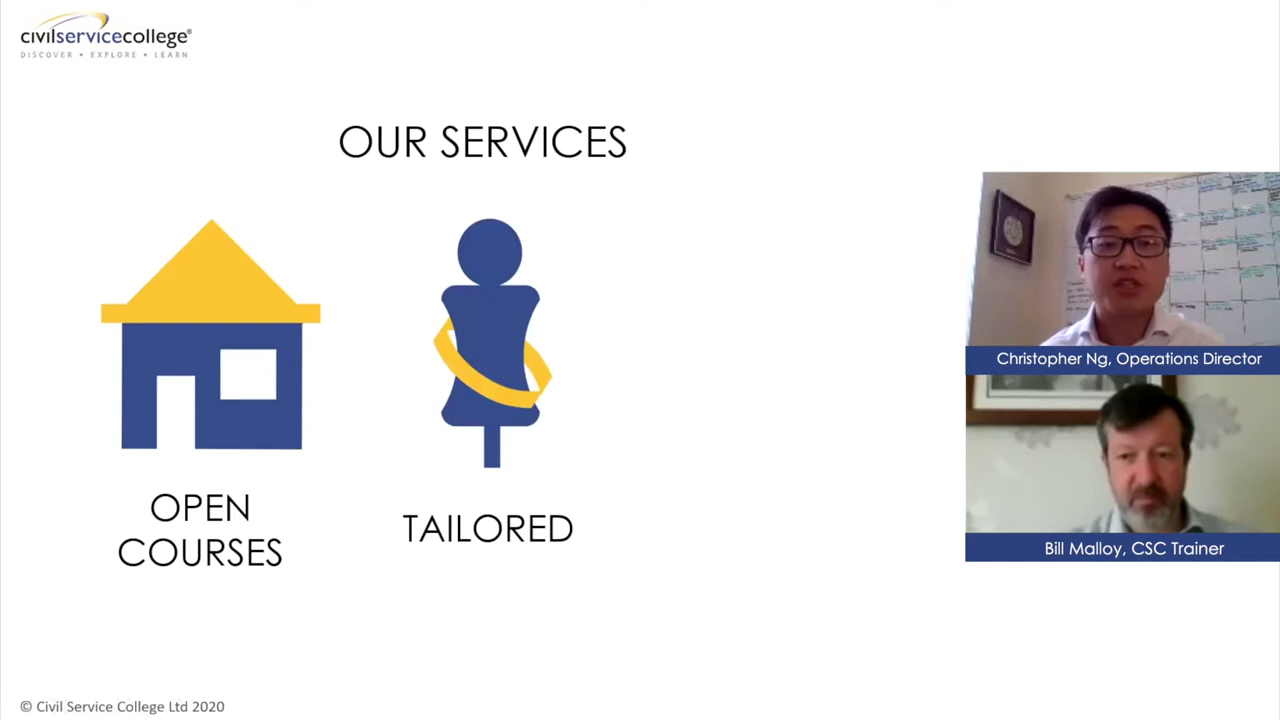 civilservicecollege®
DISCOVER • EXPLORE • LEARN
OUR SERVICES
Christopher Ng, Operations Director
Bill Malloy, CSC Trainer
OPEN
COURSES
TAILORED
© Civil Service College Ltd 2020